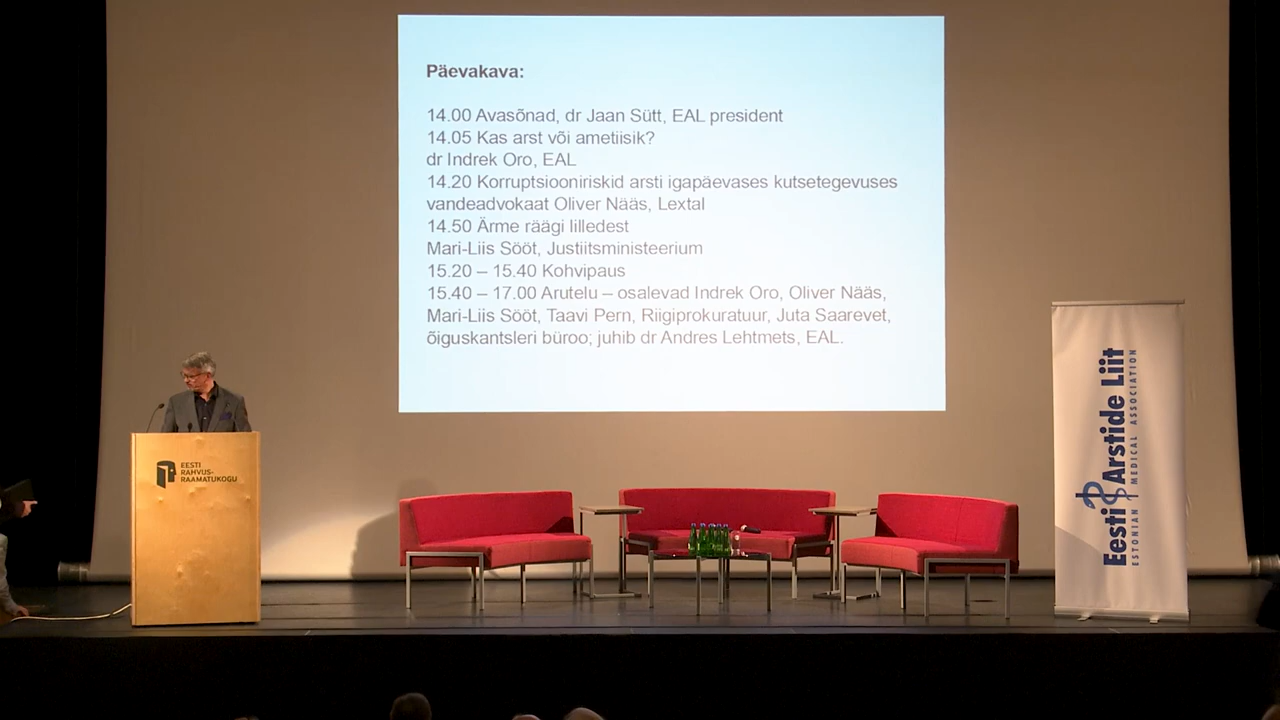 Päevakava:
14.00 Avasõnad, dr Jaan Sütt, EAL president
14.05 Kas arst või ametiisik?
dr Indrek Oro, EAL
14.20 Korruptsiooniriskid arsti igapäevases kutsetegevuses
vandeadvokaat Oliver Nääs, Lextal
14.50 Ärme räägi lilledest
Mari-Liis Sööt, Justiitsministeerium
15.20 – 15.40 Kohvipaus
15.40 – 17.00 Arutelu – osalevad Indrek Oro, Oliver Nääs,
Mari-Liis Sööt, Taavi Pern, Riigiprokuratuur, Juta Saarevet,
õiguskantsleri büroo; juhib dr Andres Lehtmets, EAL.
EESTI
RAHVUS-
RAAMATUKOGU
Eesti Arstide Liit
ESTONIAN MEDICAL ASSOCIATION